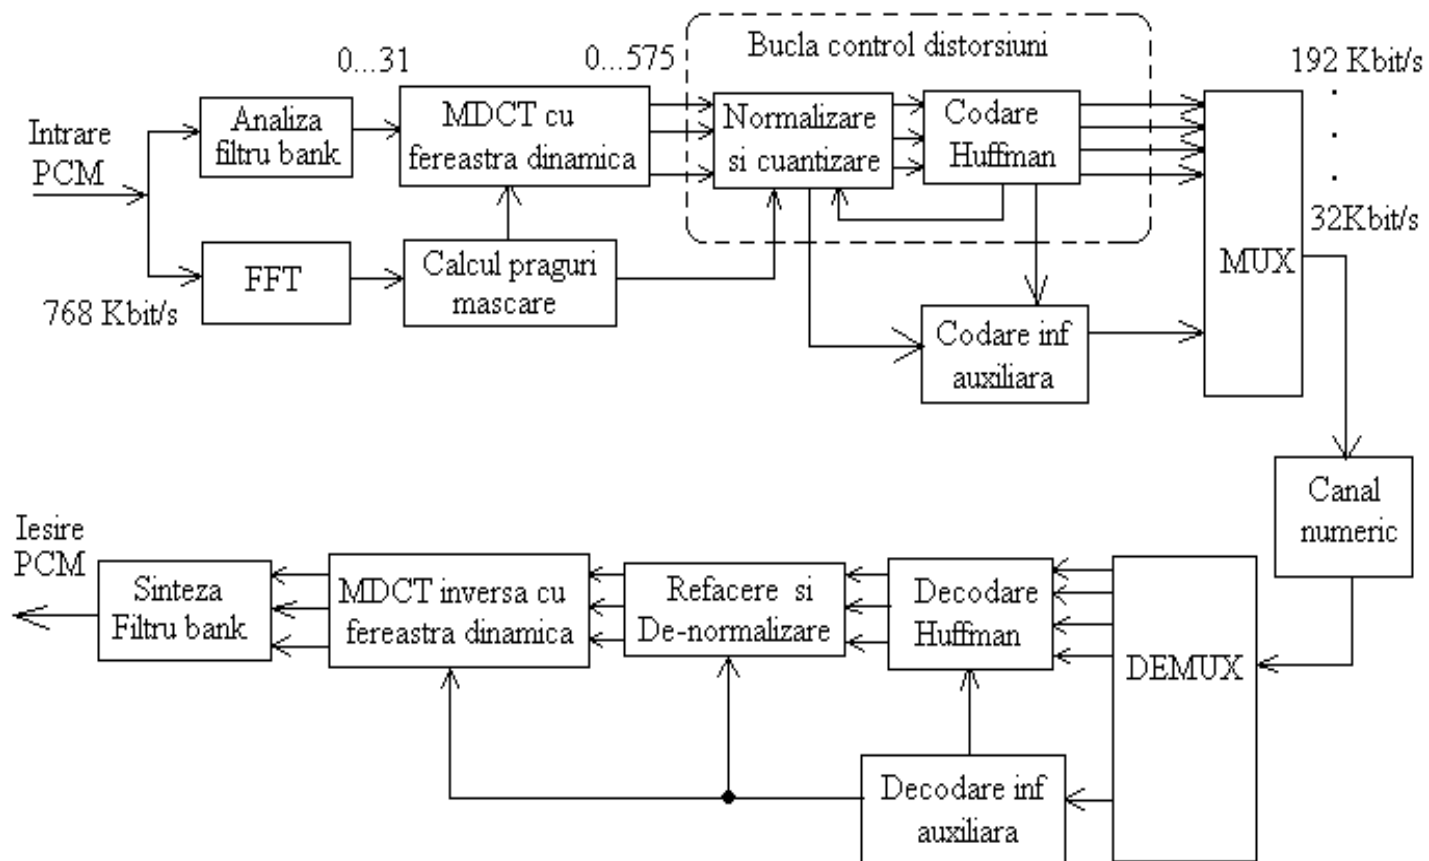 Bucla control distorsiuni
0...31
0...575
192 Kbit/s
Intrare
PCM
Analiza
filtru bank
MDCT cu
fereastra dinamica
Normalizare
si cuantizare
Codare
Huffman
.
.
.
.
32Kbit/s
768 Kbit/s
FFT
Calcul praguri
mascare
MUX
Codare inf
auxiliara
Canal
numeric
Iesire
PCM
Sinteza
Filtru bank
MDCT inversa cu
fereastra dinamica
Refacere si
De-normalizare
Decodare
Huffman
DEMUX
Decodare inf
auxiliara